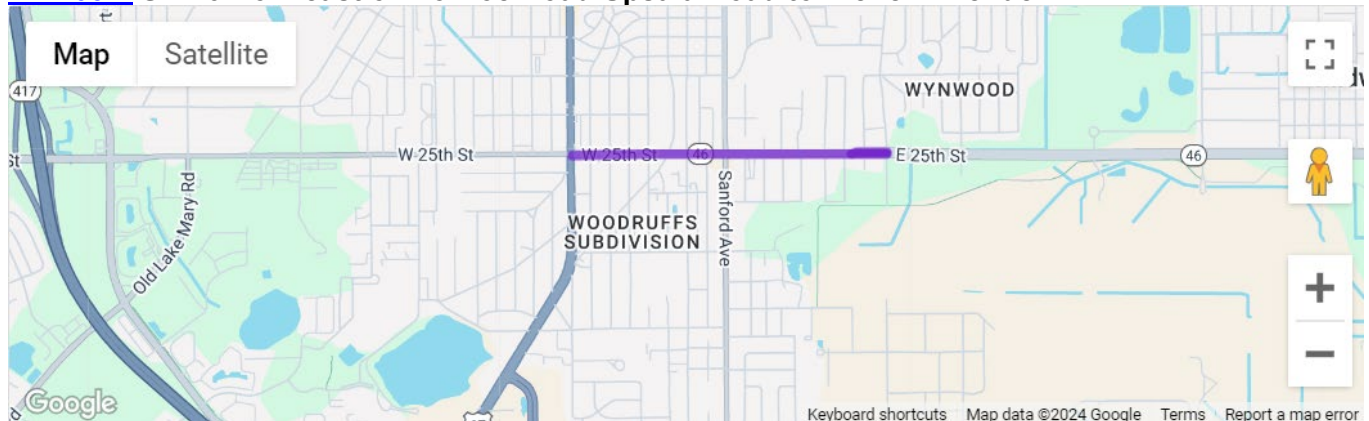 Map
Satellite
417
WYNWOOD
St
W 25th St
W 25th St
46
E 25th St
46
Old Lake Mary Rd
Sanford Ave
WOODRUFFS
SUBDIVISION
Google
Keyboard shortcuts
Map data ©2024 Google
Terms
Report a map error